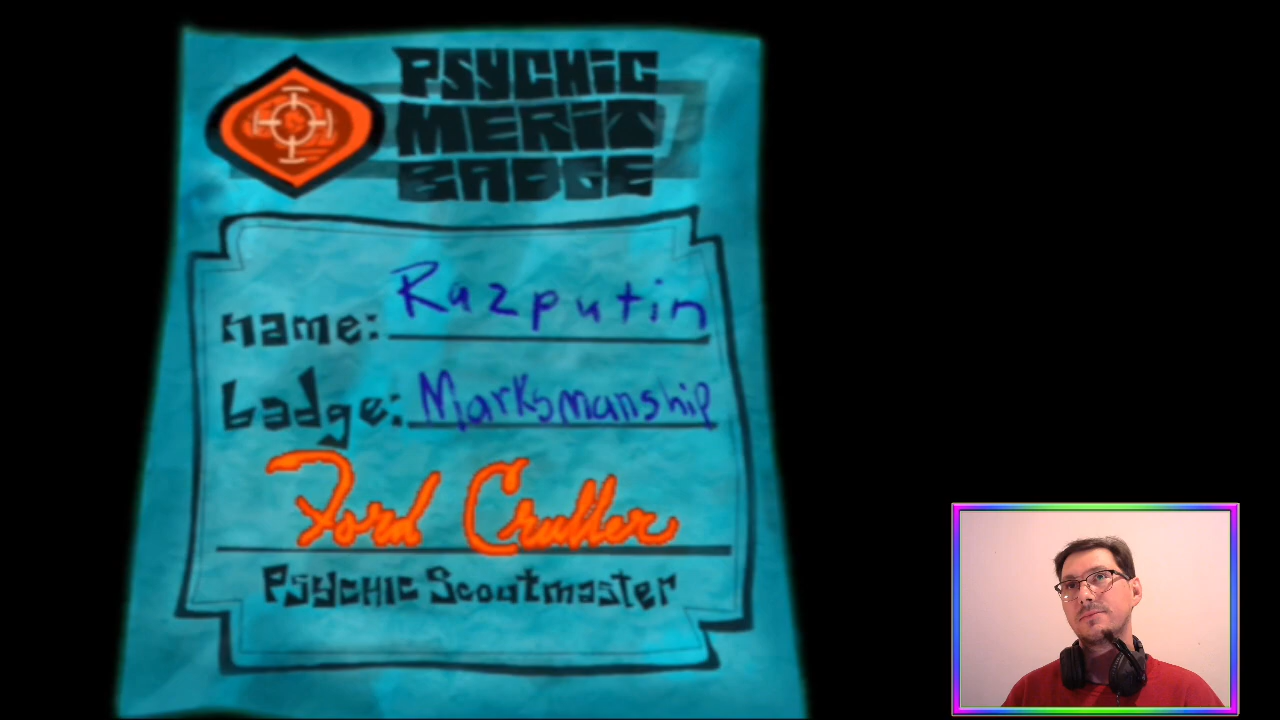 PSYCHIC
MERIT
BADGE
name: Razputin
badge: Marksmanship
Ford Cruller
Psychic Scoutmaster